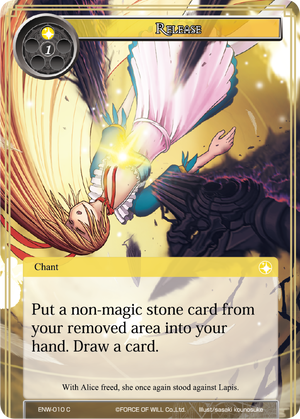 Release
1
Chant
Put a non-magic stone card from
your removed area into your
hand. Draw a card.
With Alice freed, she once again stood against Lapis.
ENW-010 C ©FORCE OF WILL Co.,Ltd. Illust/sasaki kounosuke